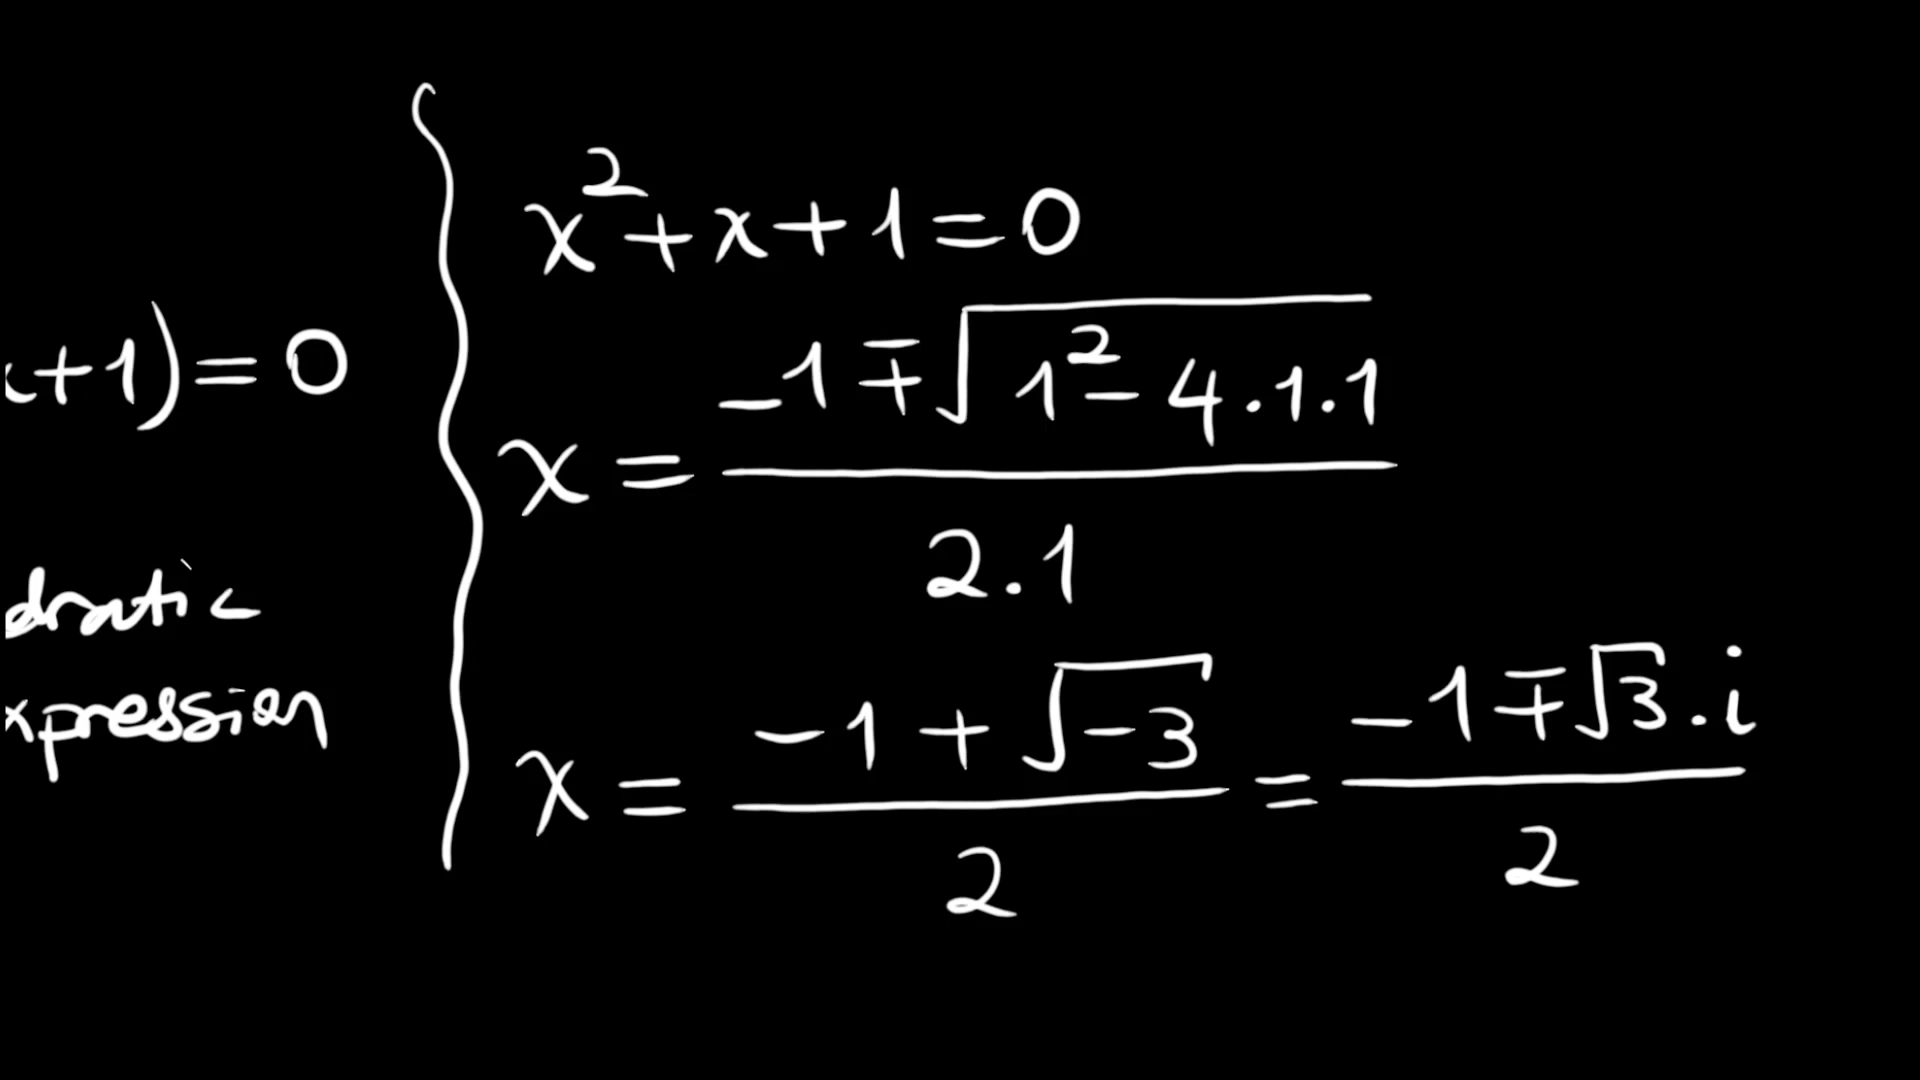 +1)=0
dratic
xpression
x²+x+1=0
x = (-1∓√(1²-4.1.1))/(2.1)
x = (-1+√-3)/2 = (-1∓√3.i)/2